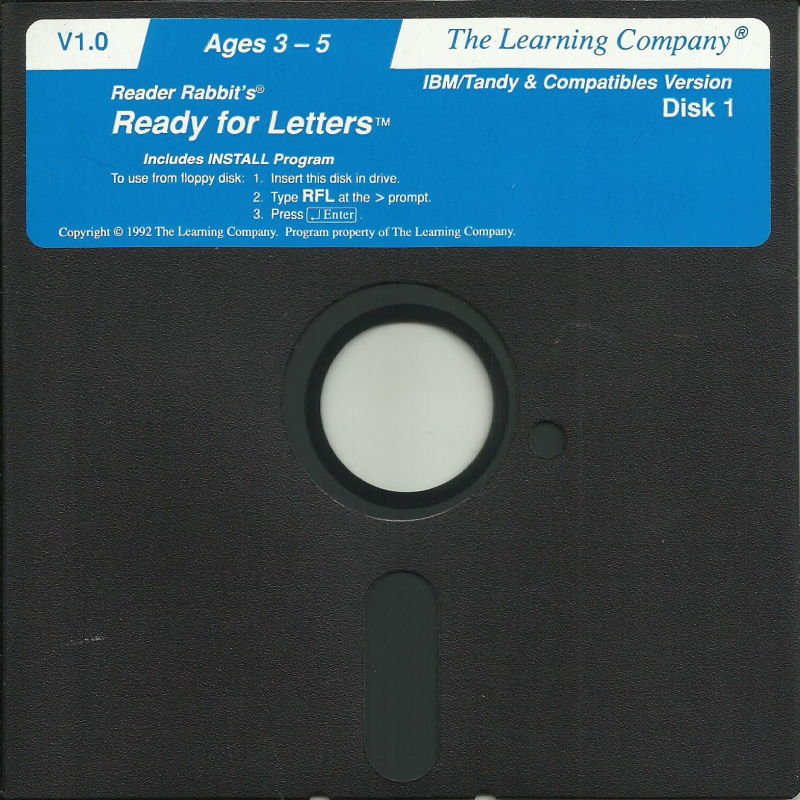 V1.0 Ages 3 – 5 The Learning Company®
IBM/Tandy & Compatibles Version
Reader Rabbit's®
Disk 1
Ready for Letters™
Includes INSTALL Program
To use from floppy disk: 1. Insert this disk in drive.
2. Type RFL at the > prompt.
3. Press ↵Enter.
Copyright © 1992 The Learning Company. Program property of The Learning Company.